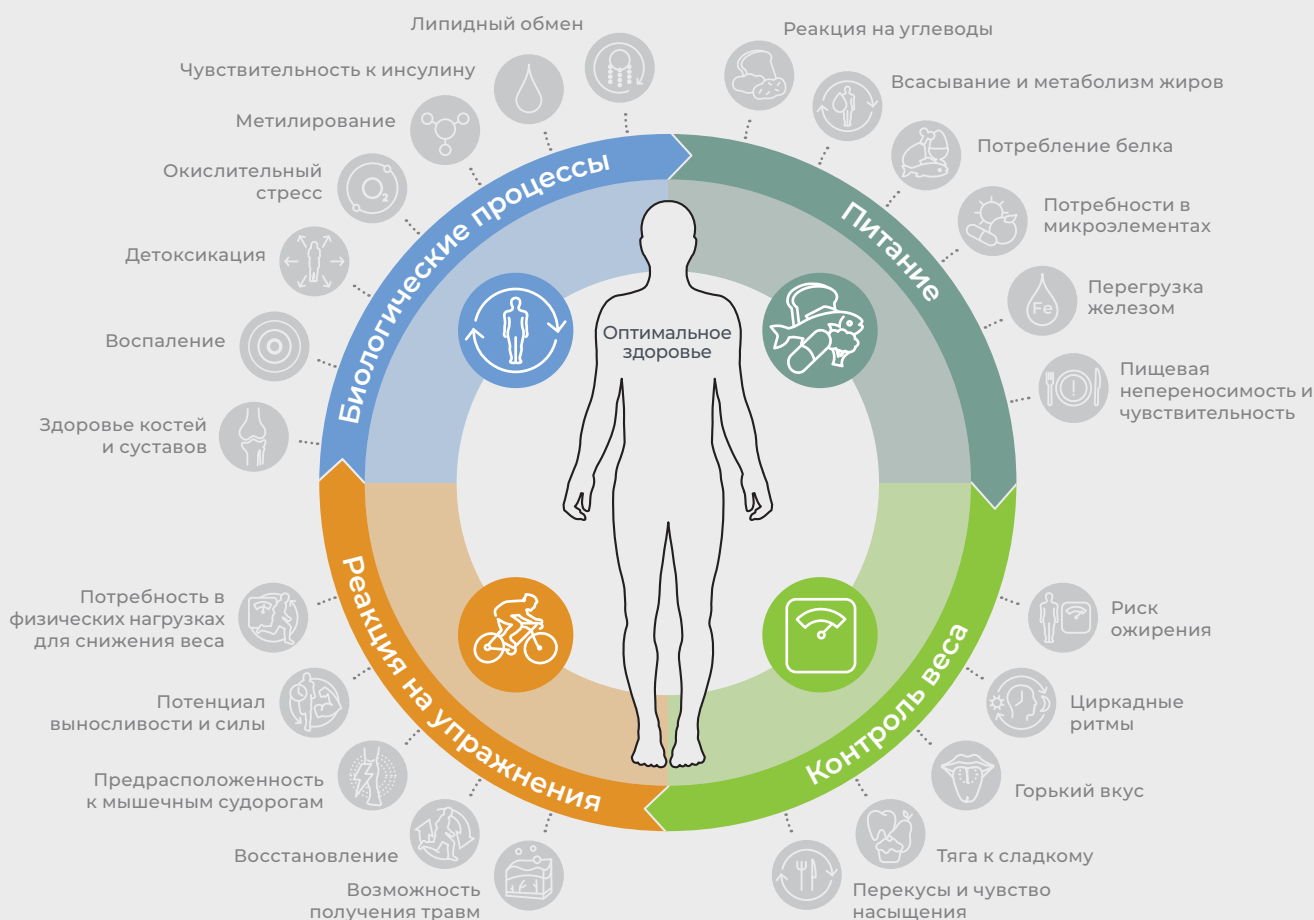 Липидный обмен
Чувствительность к инсулину
Метилирование
Окислительный
стресс
Детоксикация
Воспаление
Здоровье костей
и суставов
Биологические процессы
Реакция на углеводы
Всасывание и метаболизм жиров
Потребление белка
Потребности в
микроэлементах
Перегрузка
железом
Fe
Пищевая
непереносимость и
чувствительность
Питание
O2
Оптимальное
здоровье
Потребность в
физических нагрузках
для снижения веса
Потенциал
выносливости и силы
Предрасположенность
к мышечным судорогам
Восстановление
Возможность
получения травм
Реакция на упражнения
Риск
ожирения
Циркадные
ритмы
Горький вкус
Тяга к сладкому
Перекусы и чувство
насыщения
Контроль веса